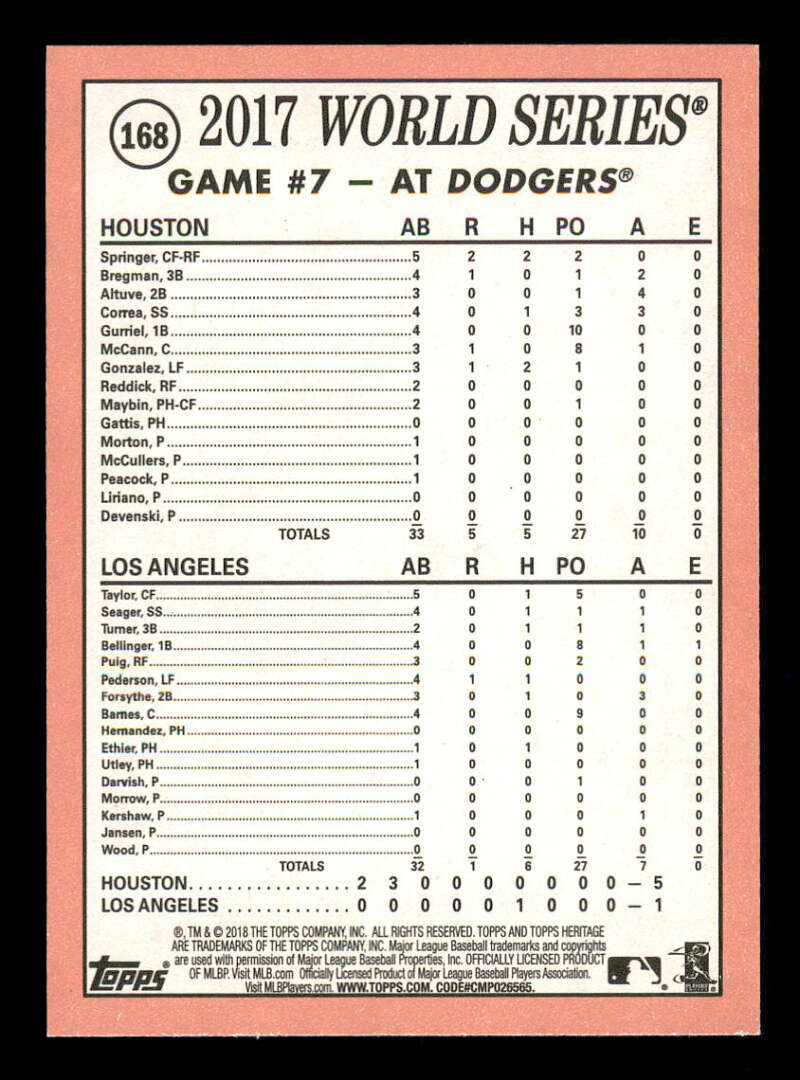 168 2017 WORLD SERIES®
GAME #7 – AT DODGERS®
HOUSTON AB R H PO A E
Springer, CF-RF 5 2 2 2 0 0
Bregman, 3B 4 1 0 1 2 0
Altuve, 2B 3 0 0 1 4 0
Correa, SS 4 0 1 3 3 0
Gurriel, 1B 4 0 0 10 0 0
McCann, C 3 1 0 8 1 0
Gonzalez, LF 3 1 2 1 0 0
Reddick, RF 2 0 0 0 0 0
Maybin, PH-CF 2 0 0 1 0 0
Gattis, PH 0 0 0 0 0 0
Morton, P 1 0 0 0 0 0
McCullers, P 1 0 0 0 0 0
Peacock, P 1 0 0 0 0 0
Liriano, P 0 0 0 0 0 0
Devenski, P 0 0 0 0 0 0
TOTALS 33 5 5 27 10 0
LOS ANGELES AB R H PO A E
Taylor, CF 5 0 1 5 0 0
Seager, SS 4 0 1 1 1 0
Turner, 3B 2 0 1 1 1 0
Bellinger, 1B 4 0 0 8 1 1
Puig, RF 3 0 0 2 0 0
Pederson, LF 4 1 1 0 0 0
Forsythe, 2B 3 0 1 0 3 0
Barnes, C 4 0 0 9 0 0
Hernandez, PH 0 0 0 0 0 0
Ethier, PH 1 0 1 0 0 0
Utley, PH 1 0 0 0 0 0
Darvish, P 0 0 0 1 0 0
Morrow, P 0 0 0 0 0 0
Kershaw, P 1 0 0 0 1 0
Jansen, P 0 0 0 0 0 0
Wood, P 0 0 0 0 0 0
TOTALS 32 1 6 27 7 0
HOUSTON 2 3 0 0 0 0 0 0 0 – 5
LOS ANGELES 0 0 0 0 0 1 0 0 0 – 1
®, TM & © 2018 THE TOPPS COMPANY, INC. ALL RIGHTS RESERVED. TOPPS AND TOPPS HERITAGE
ARE TRADEMARKS OF THE TOPPS COMPANY, INC. Major League Baseball trademarks and copyrights
are used with permission of Major League Baseball Properties, Inc. OFFICIALLY LICENSED PRODUCT
OF MLBP. Visit MLB.com Officially Licensed Product of Major League Baseball Players Association.
Visit MLBPlayers.com. WWW.TOPPS.COM. CODE#CMP026565.
Topps®